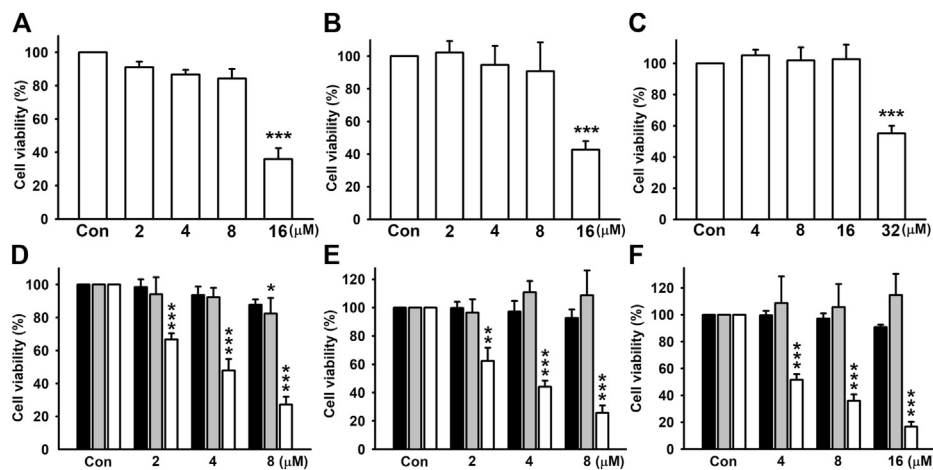 A
Cell viability (%)
100
80
60
40
20
0
***
Con 2 4 8 16 (μM)
B
Cell viability (%)
120
100
80
60
40
20
0
***
Con 2 4 8 16 (μM)
C
Cell viability (%)
120
100
80
60
40
20
0
***
Con 4 8 16 32 (μM)
D
Cell viability (%)
100
80
60
40
20
0
*** *** * ***
Con 2 4 8 (μM)
E
Cell viability (%)
120
100
80
60
40
20
0
** *** ***
Con 2 4 8 (μM)
F
Cell viability (%)
120
100
80
60
40
20
0
*** *** ***
Con 4 8 16 (μM)